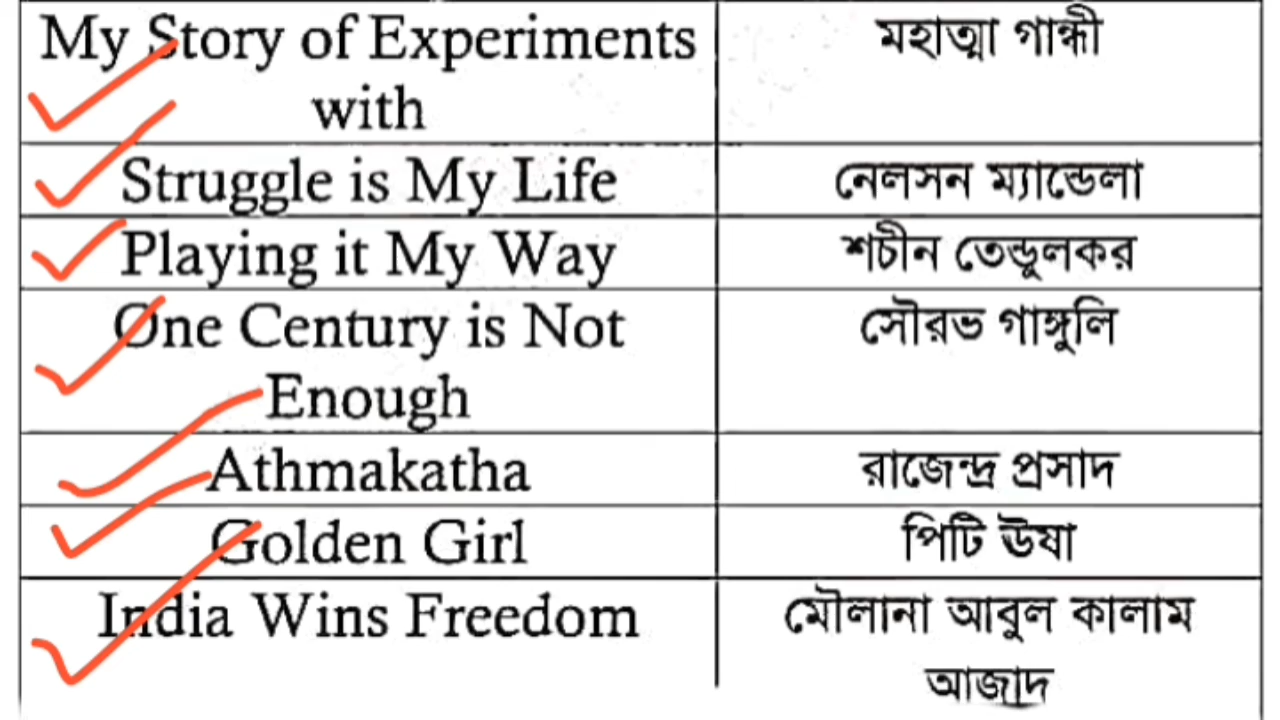 My Story of Experiments মহাত্মা গান্ধী
with
Struggle is My Life নেলসন ম্যান্ডেলা
Playing it My Way শচীন তেন্ডুলকর
One Century is Not সৌরভ গাঙ্গুলি
Enough
Athmakatha রাজেন্দ্র প্রসাদ
Golden Girl পিটি ঊষা
India Wins Freedom মৌলানা আবুল কালাম
আজাদ